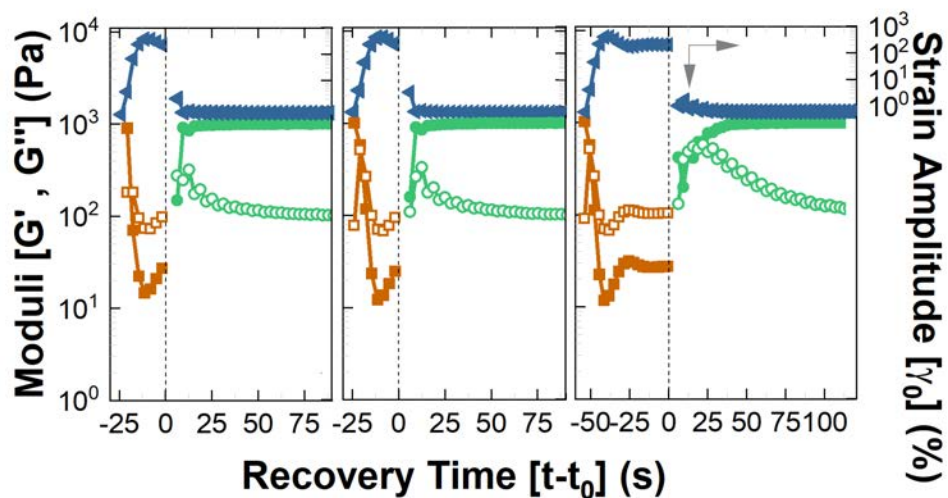 Moduli [G' , G''] (Pa)
10⁴
10³
10²
10¹
10⁰
-25 0 25 50 75
-25 0 25 50 75
-50 -25 0 25 50 75 100
10³
10²
10¹
10⁰
Strain Amplitude [γ₀] (%)
Recovery Time [t-t₀] (s)